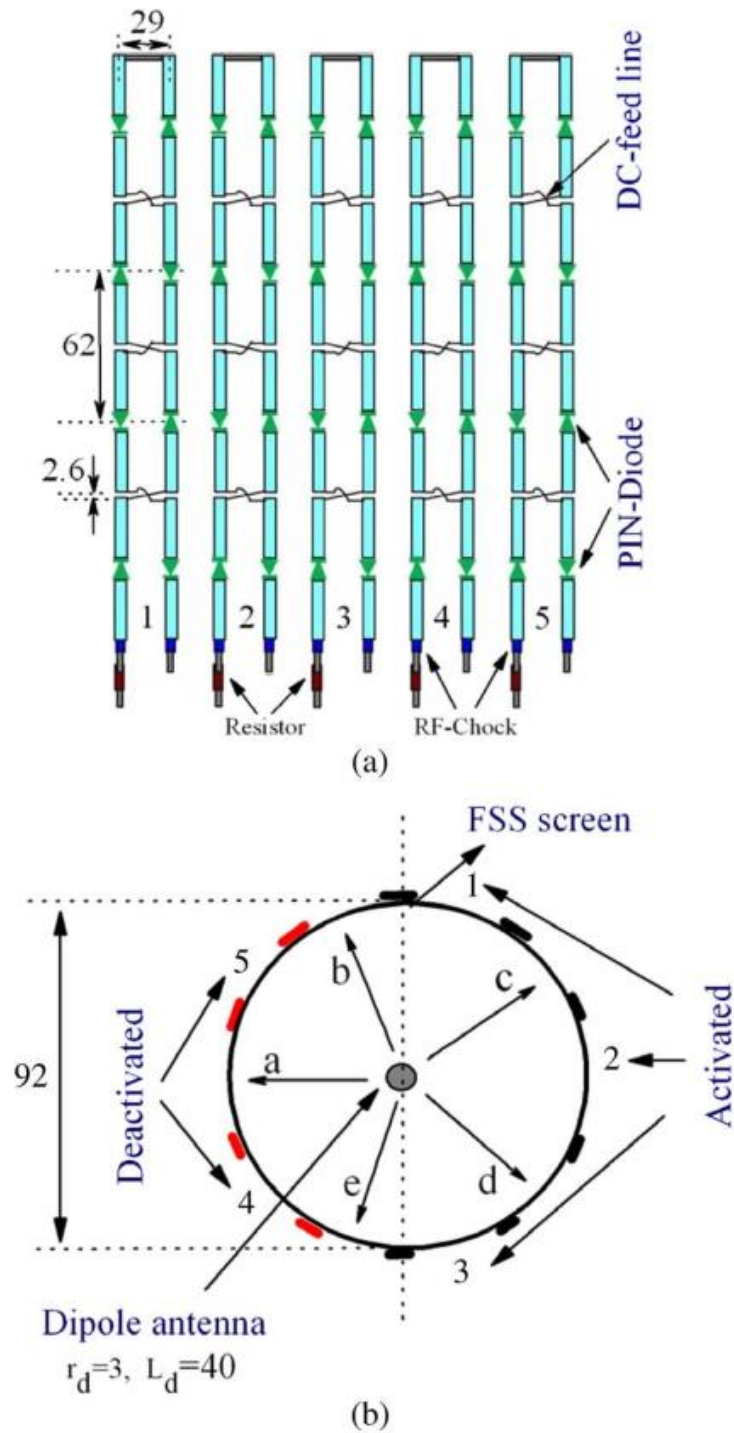 29
DC-feed line
62
2.6
PIN-Diode
1 2 3 4 5
Resistor RF-Chock
(a)
FSS screen
1
5
b
c
Deactivated
92
a
2
Activated
4
e
d
3
Dipole antenna
r_d=3, L_d=40
(b)